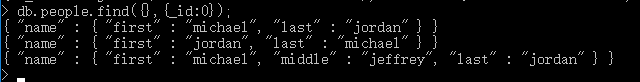 > db.people.find({}, {_id:0});
{ "name" : { "first" : "michael", "last" : "jordan" } }
{ "name" : { "first" : "jordan", "last" : "michael" } }
{ "name" : { "first" : "michael", "middle" : "jeffrey", "last" : "jordan" } }
>